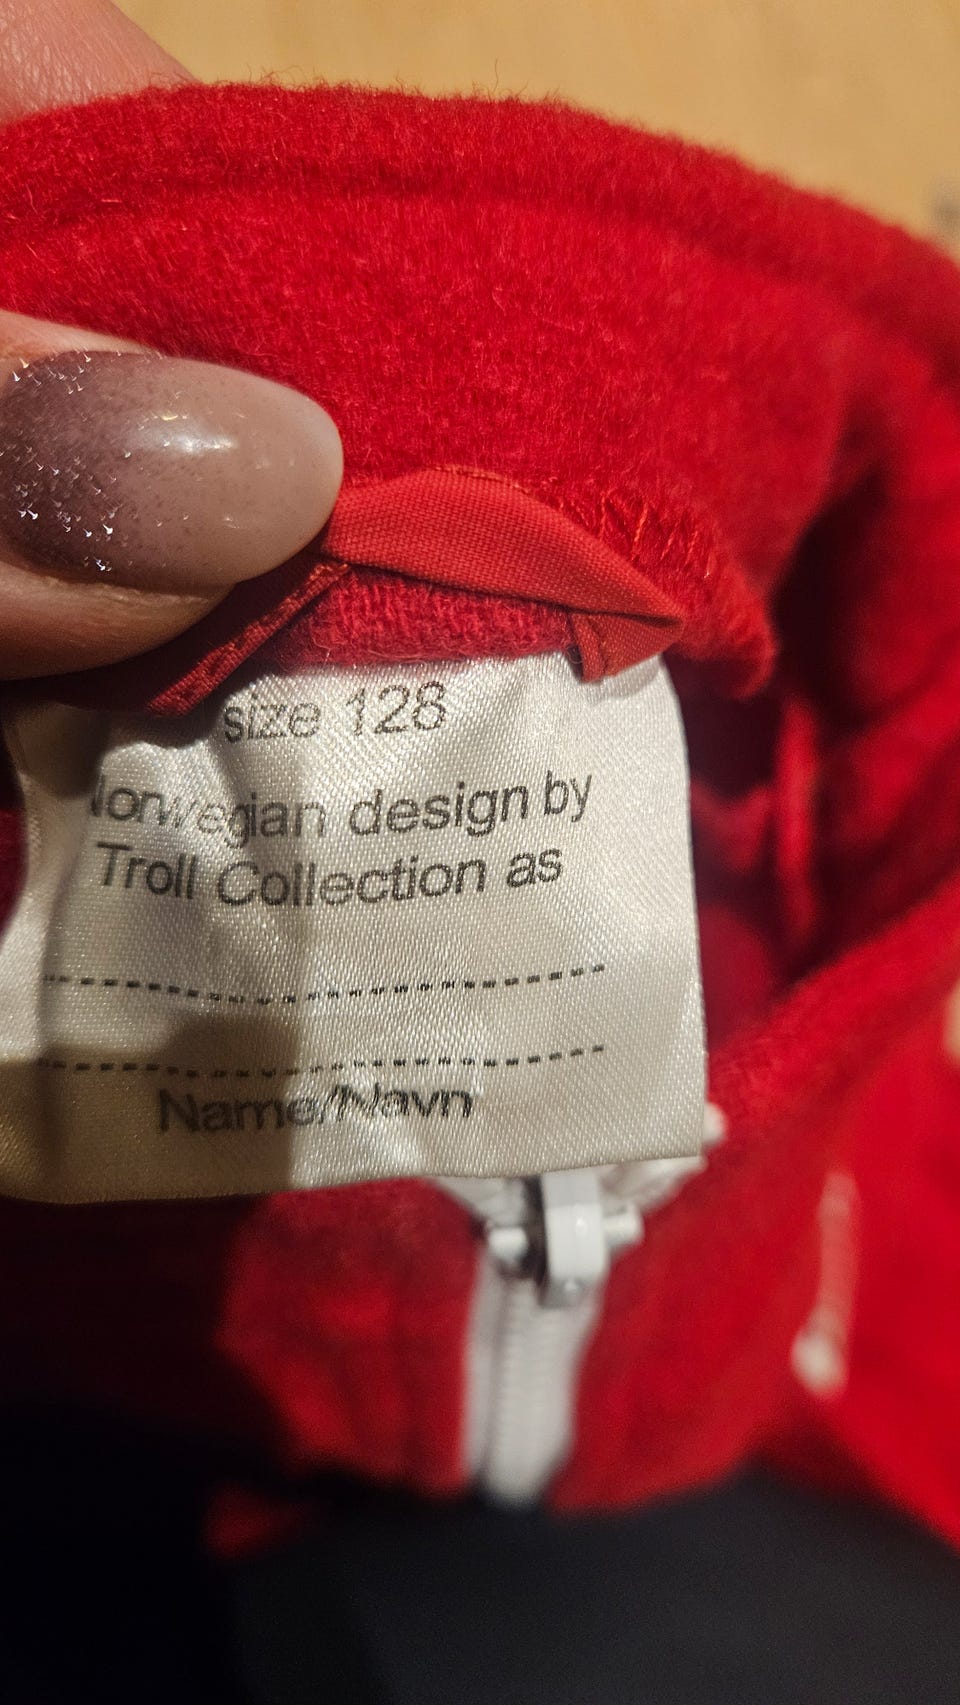 size 128
Norwegian design by
Troll Collection as
Name/Navn